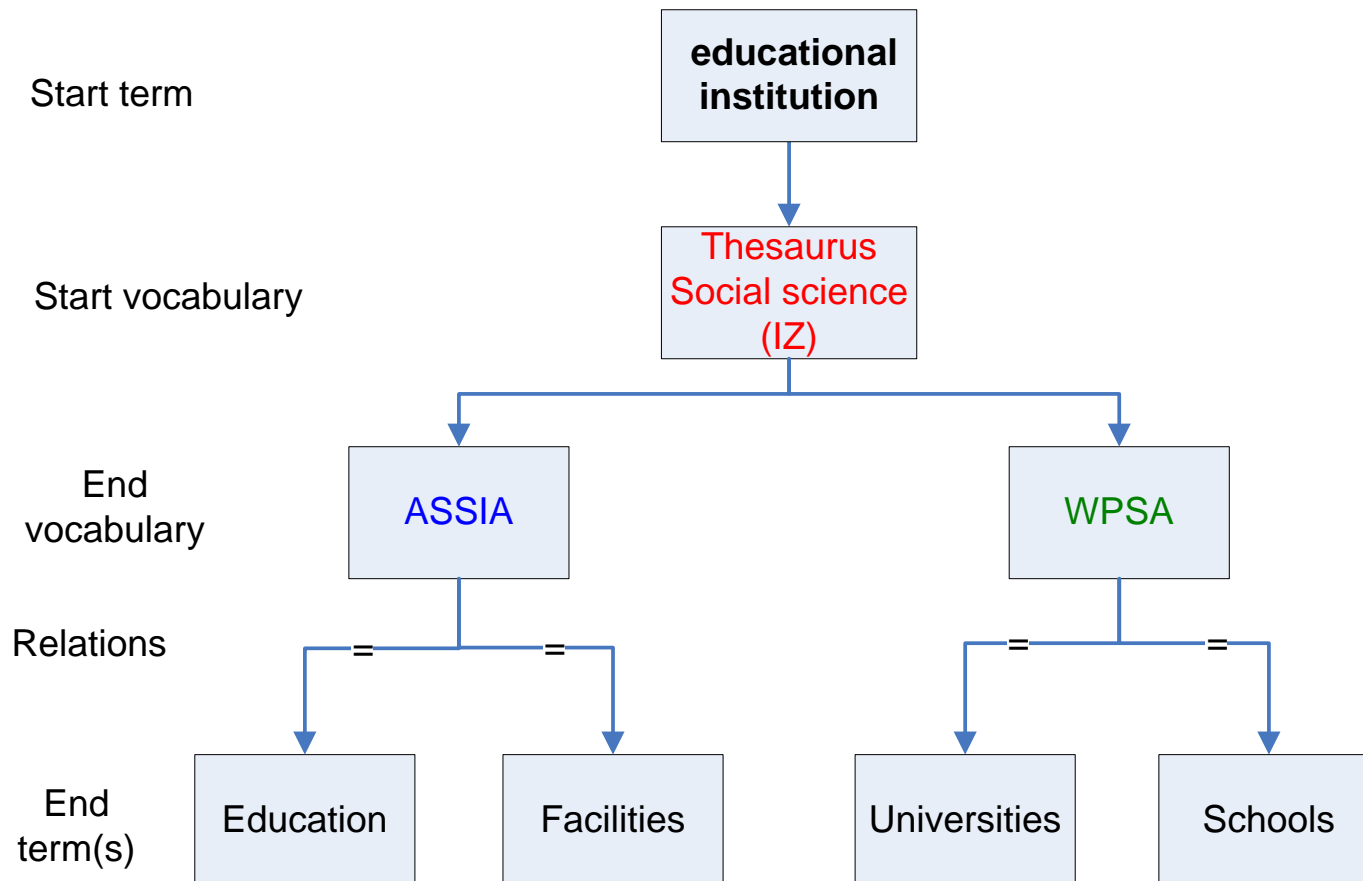 educational
institution
Start term
Thesaurus
Social science
(IZ)
Start vocabulary
End
vocabulary
ASSIA
WPSA
Relations
=
=
=
=
End
term(s)
Education
Facilities
Universities
Schools